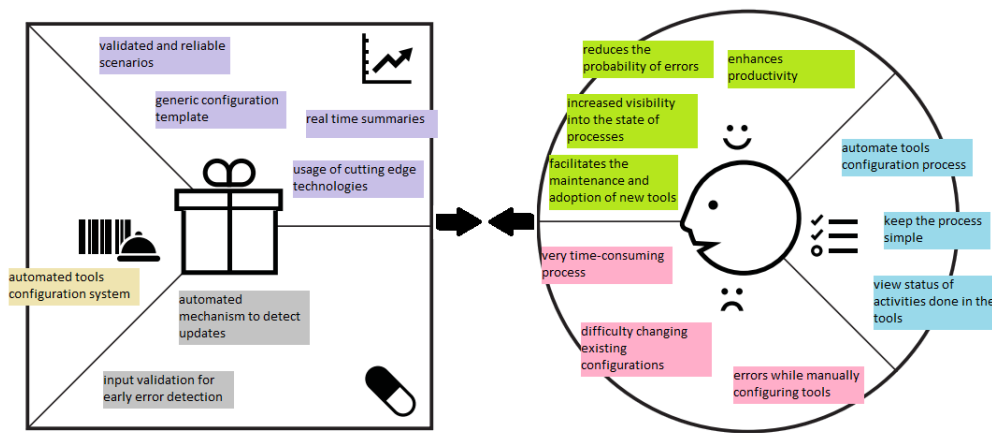 validated and reliable
scenarios
generic configuration
template
real time summaries
usage of cutting edge
technologies
automated tools
configuration system
automated
mechanism to detect
updates
input validation for
early error detection
reduces the
probability of errors
enhances
productivity
increased visibility
into the state of
processes
facilitates the
maintenance and
adoption of new tools
automate tools
configuration process
keep the process
simple
view status of
activities done in the
tools
very time-consuming
process
difficulty changing
existing
configurations
errors while manually
configuring tools